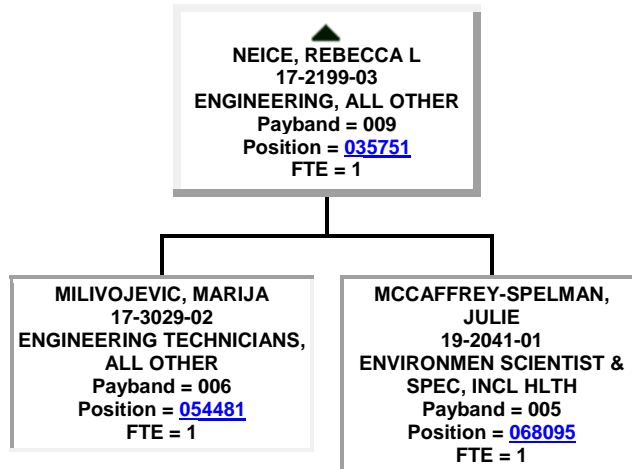 NEICE, REBECCA L
17-2199-03
ENGINEERING, ALL OTHER
Payband = 009
Position = 035751
FTE = 1
MILIVOJEVIC, MARIJA
17-3029-02
ENGINEERING TECHNICIANS,
ALL OTHER
Payband = 006
Position = 054481
FTE = 1
MCCAFFREY-SPELMAN,
JULIE
19-2041-01
ENVIRONMEN SCIENTIST &
SPEC, INCL HLTH
Payband = 005
Position = 068095
FTE = 1